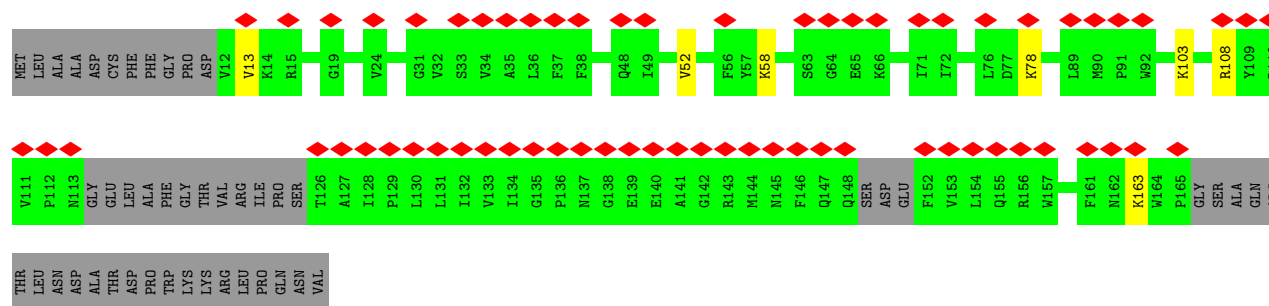 MET LEU ALA ALA ASP CYS PHE PHE GLY PRO ASP V12 V13 K14 R15 G19 V24 G31 V32 S33 V34 A35 L36 F37 F38 Q48 I49 V52 F56 Y57 K58 S63 G64 E65 K66 I71 I72 L76 D77 K78 L89 M90 P91 W92 K103 R108 Y109
V111 P112 N113 GLY GLU LEU ALA PHE GLY THR VAL ARG ILE PRO SER T126 A127 I128 P129 L130 L131 I132 V133 I134 G135 P136 N137 G138 E139 E140 A141 G142 R143 M144 N145 F146 Q147 Q148 SER ASP GLU F152 V153 L154 Q155 R156 W157 F161 N162 K163 W164 P165 GLY SER ALA GLN
THR LEU ASN ASP ALA THR ASP PRO TRP LYS LYS ARG LEU PRO GLN ASN VAL